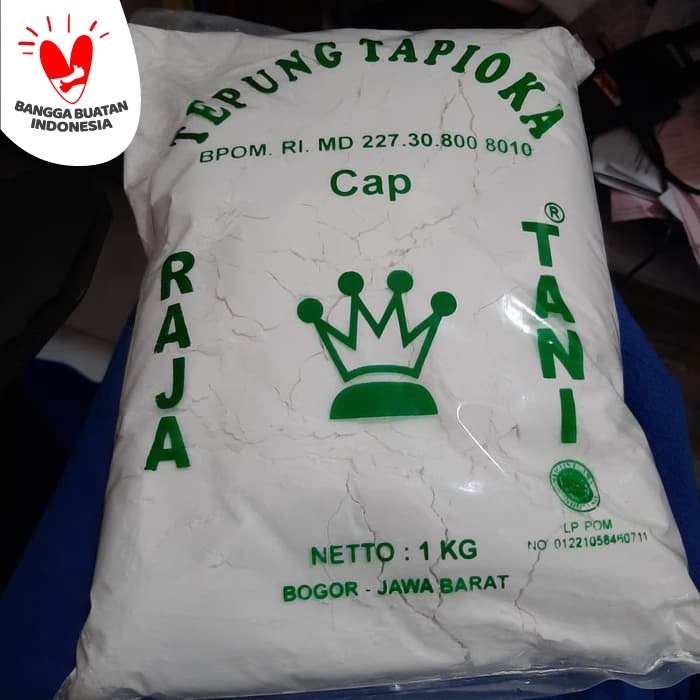 BANGGA BUATAN
INDONESIA
TEPUNG TAPIOKA
BPOM. RI. MD 227.30.800 8010
Cap
RAJA
TANI
®
LP POM
NO
NETTO : 1 KG
BOGOR - JAWA BARAT